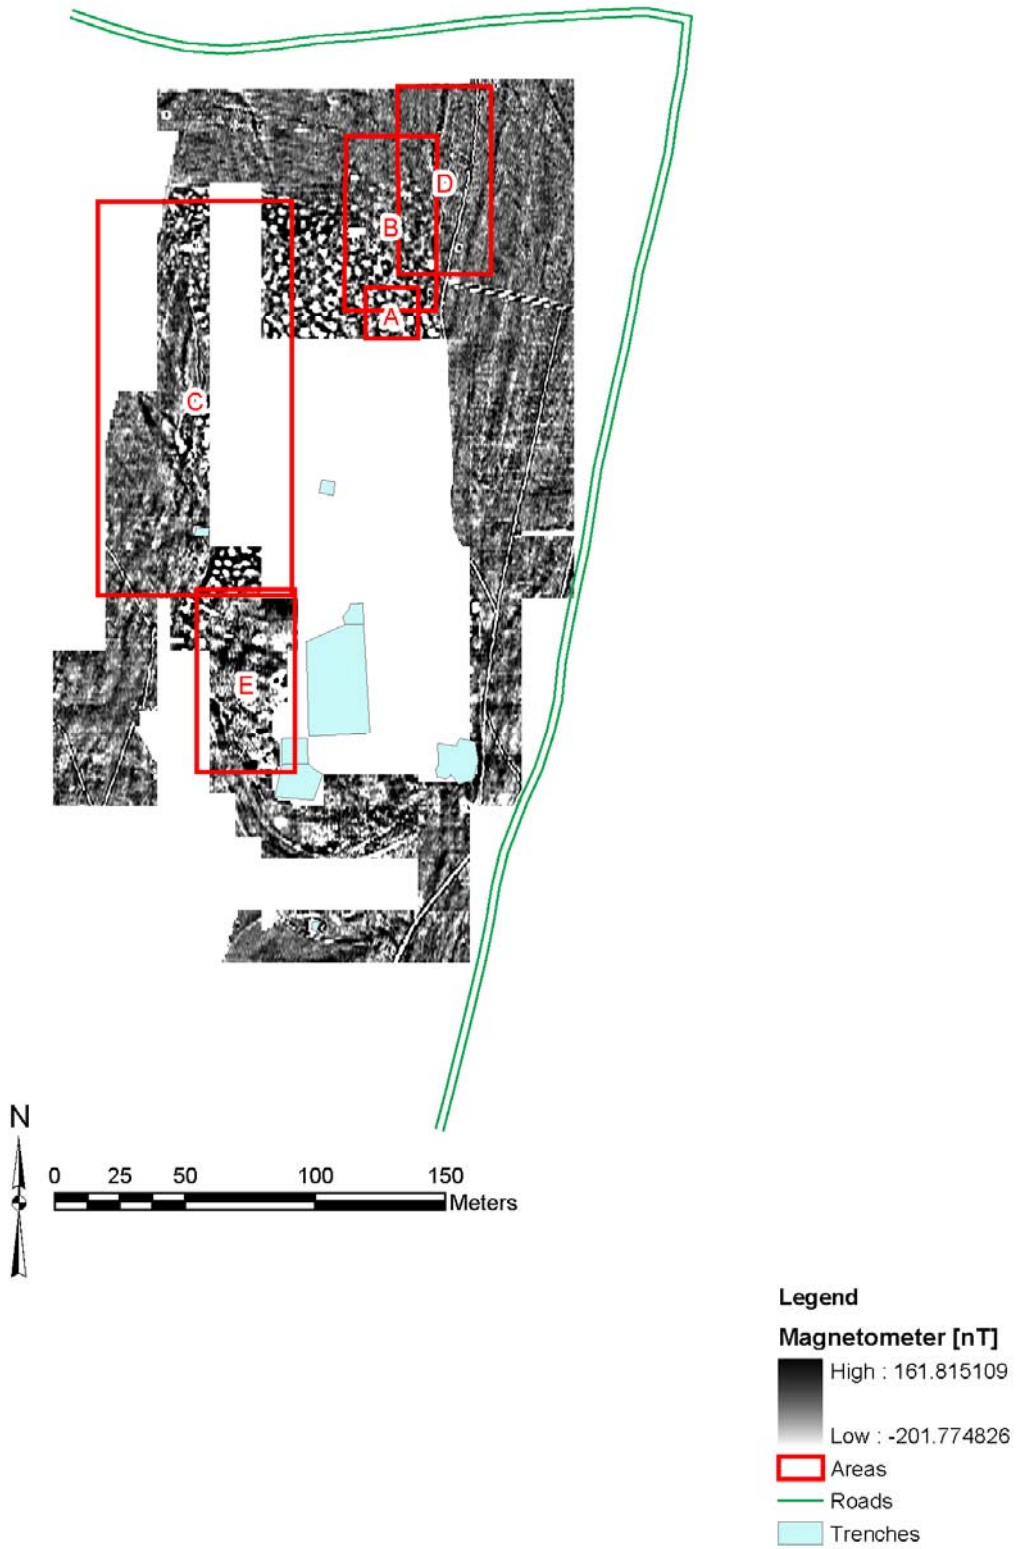 D
B
A
C
E
N
0 25 50 100 150
Meters
Legend
Magnetometer [nT]
High : 161.815109
Low : -201.774826
Areas
Roads
Trenches